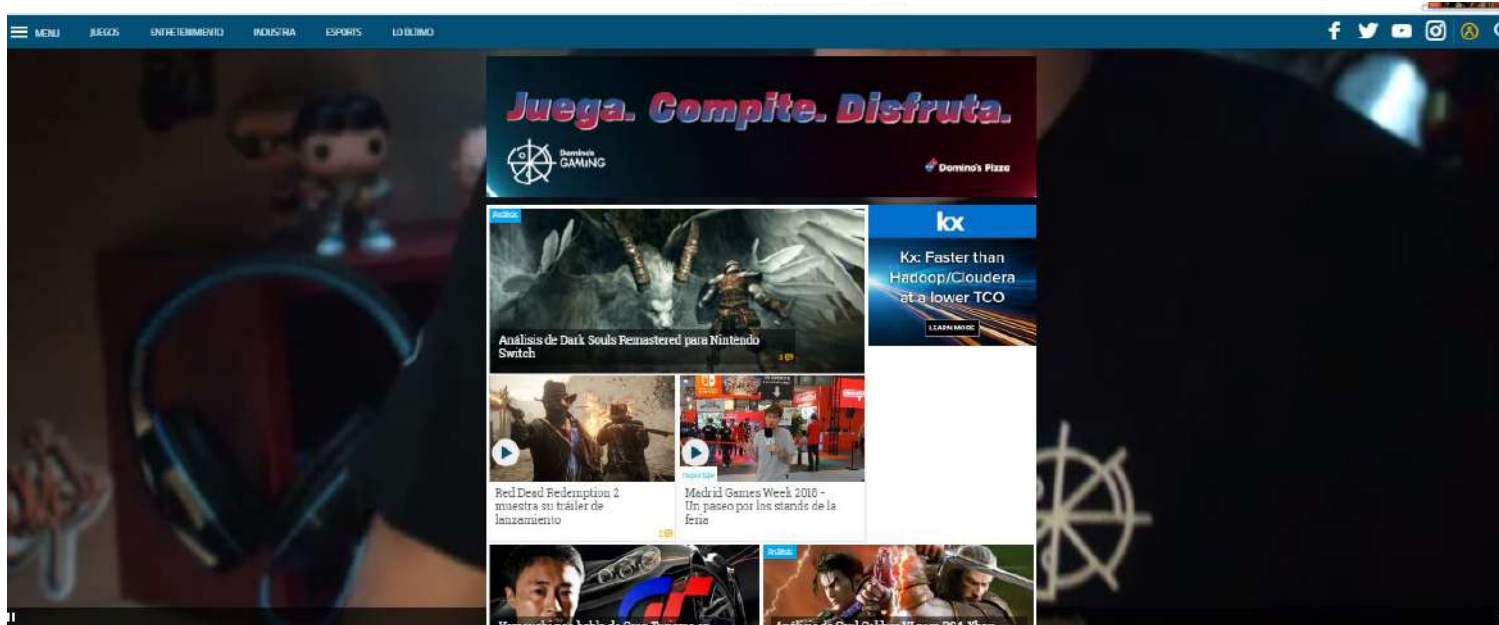 MENU
JUEGOS
ENTRETENIMIENTO
INDUSTRIA
ESPORTS
LO ÚLTIMO
Juega. Compite. Disfruta.
Domino's
GAMING
Domino's Pizza
Análisis
Análisis de Dark Souls Remastered para Nintendo
Switch
kx
Kx: Faster than
Hadoop/Cloudera
at a lower TCO
LEARN MORE
Red Dead Redemption 2
muestra su tráiler de
lanzamiento
Madrid Games Week 2018 -
Un paseo por los stands de la
feria
Análisis